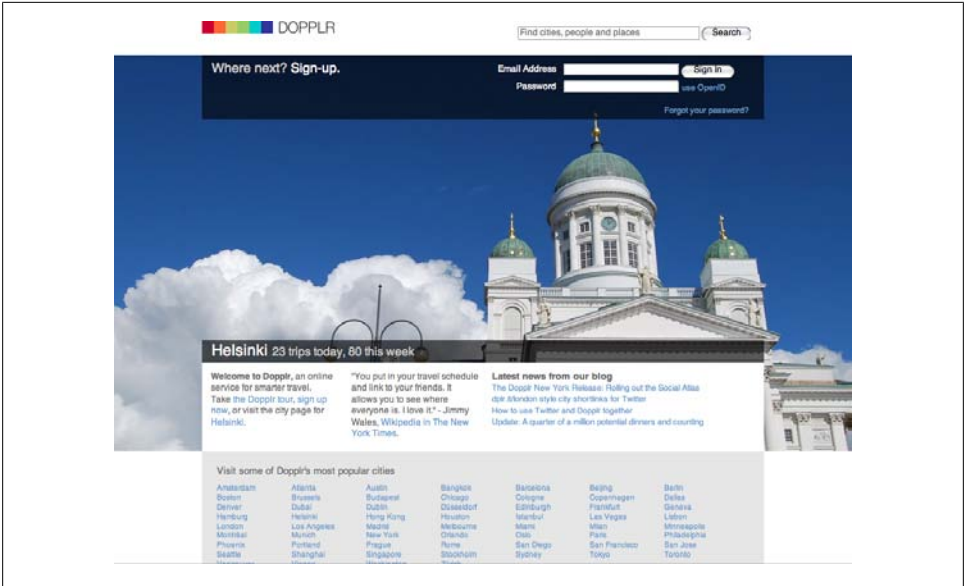 DOPPLR
Find cities, people and places
Search
Where next? Sign-up.
Email Address
Sign In
Password
use OpenID
Forgot your password?
Helsinki 23 trips today, 80 this week
Welcome to Dopplr, an online
service for smarter travel.
Take the Dopplr tour, sign up
now, or visit the city page for
Helsinki.
"You put in your travel schedule
and link to your friends. It
allows you to see where
everyone is. I love it." - Jimmy
Wales, Wikipedia in The New
York Times.
Latest news from our blog
The Dopplr New York Release: Rolling out the Social Atlas
dplr.it/london style city shortlinks for Twitter
How to use Twitter and Dopplr together
Update: A quarter of a million potential dinners and counting
Visit some of Dopplr's most popular cities
Amsterdam Atlanta Austin Bangkok Barcelona Beijing Berlin
Boston Brussels Budapest Chicago Cologne Copenhagen Dallas
Denver Dubai Dublin Düsseldorf Edinburgh Frankfurt Geneva
Hamburg Helsinki Hong Kong Houston Istanbul Las Vegas Lisbon
London Los Angeles Madrid Melbourne Miami Milan Minneapolis
Montréal Munich New York Orlando Oslo Paris Philadelphia
Phoenix Portland Prague Rome San Diego San Francisco San Jose
Seattle Shanghai Singapore Stockholm Sydney Tokyo Toronto